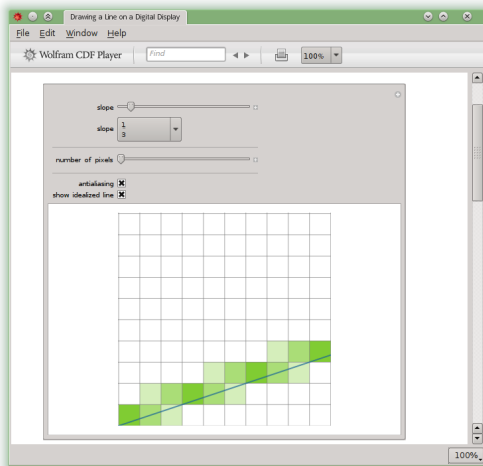 Drawing a Line on a Digital Display
File Edit Window Help
Wolfram CDF Player Find 100%
slope
slope 1
3
number of pixels
antialiasing
show idealized line
100%